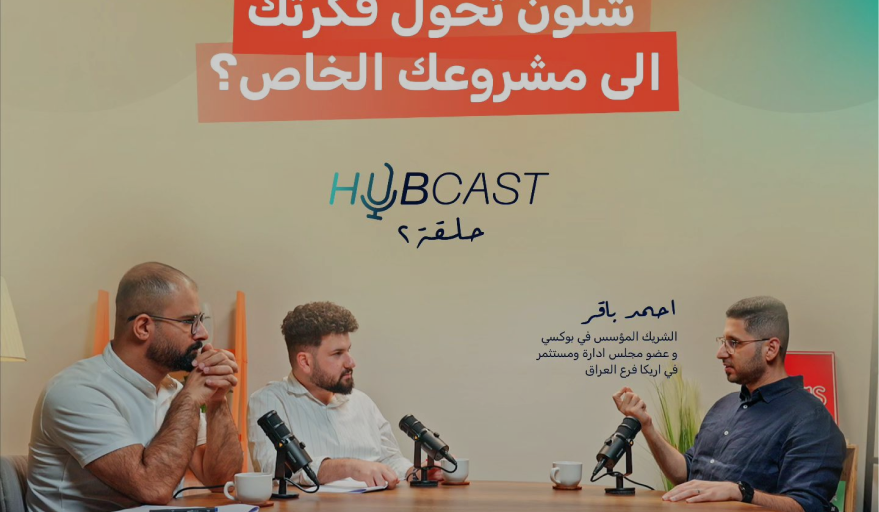 شلون تحول فكرتك
الى مشروعك الخاص؟
HUBCAST
حلقة ٢
احمد باقر
الشريك المؤسس في بوكسي
و عضو مجلس ادارة ومستثمر
في اريكا فرع العراق